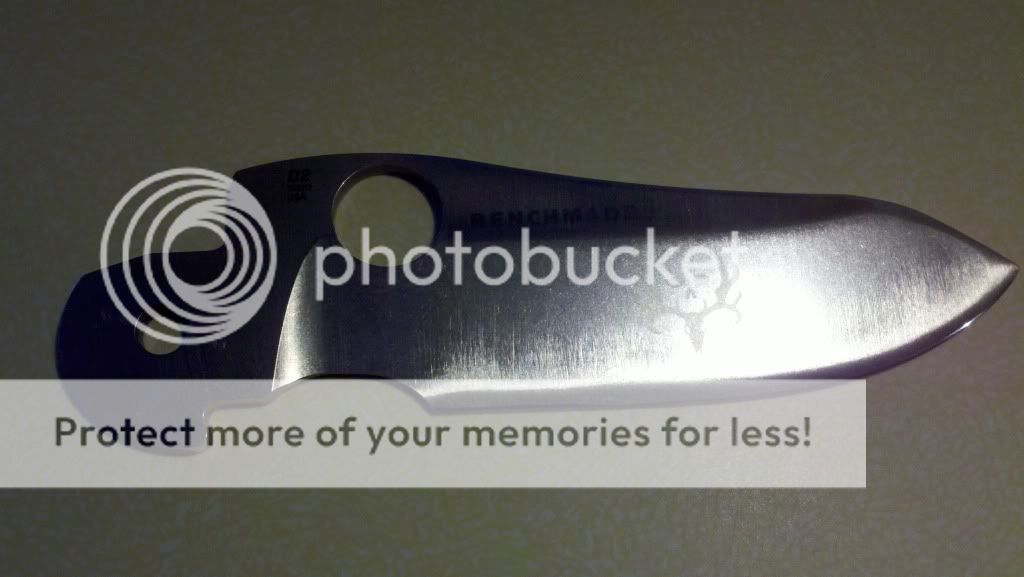 D2
BENCHMADE
photobucket
Protect more of your memories for less!